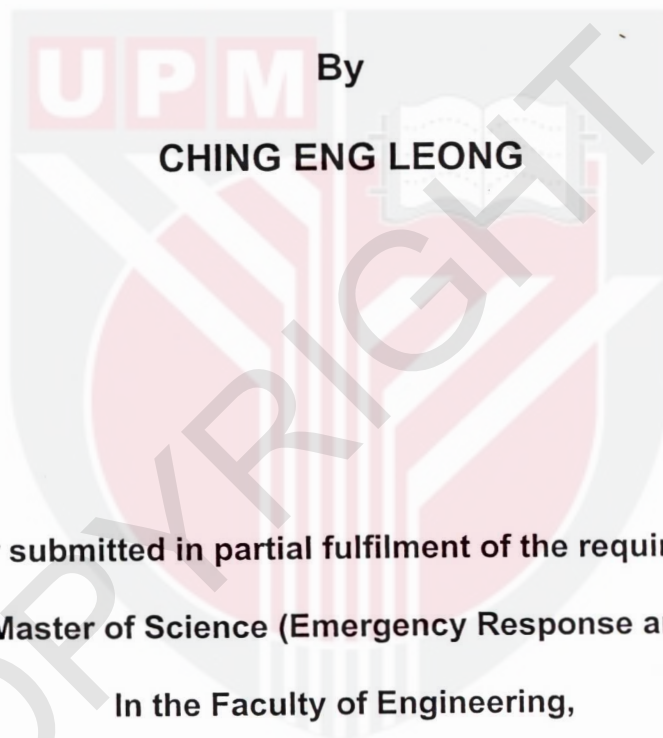 UPM
By
CHING ENG LEONG
COPYRIGHT
submitted in partial fulfilment of the
Master of Science (Emergency Response
In the Faculty of Engineering,